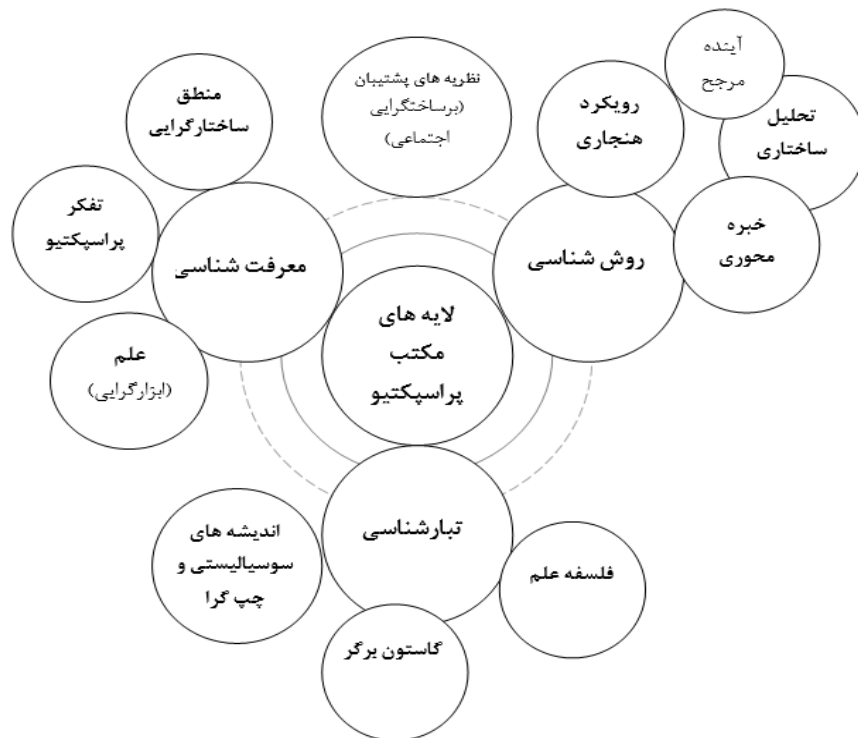 آینده
مرجح
نظریه های پشتیبان
(برساختگرایی
اجتماعی)
رویکرد
هنجاری
تحلیل
ساختاری
منطق
ساختارگرایی
خبره
محوری
تفکر
پراسپکتیو
معرفت شناسی
روش شناسی
لایه های
مکتب
پراسپکتیو
علم
(ابزارگرایی)
تبارشناسی
اندیشه های
سوسیالیستی و
چپ گرا
فلسفه علم
گاستون برگر